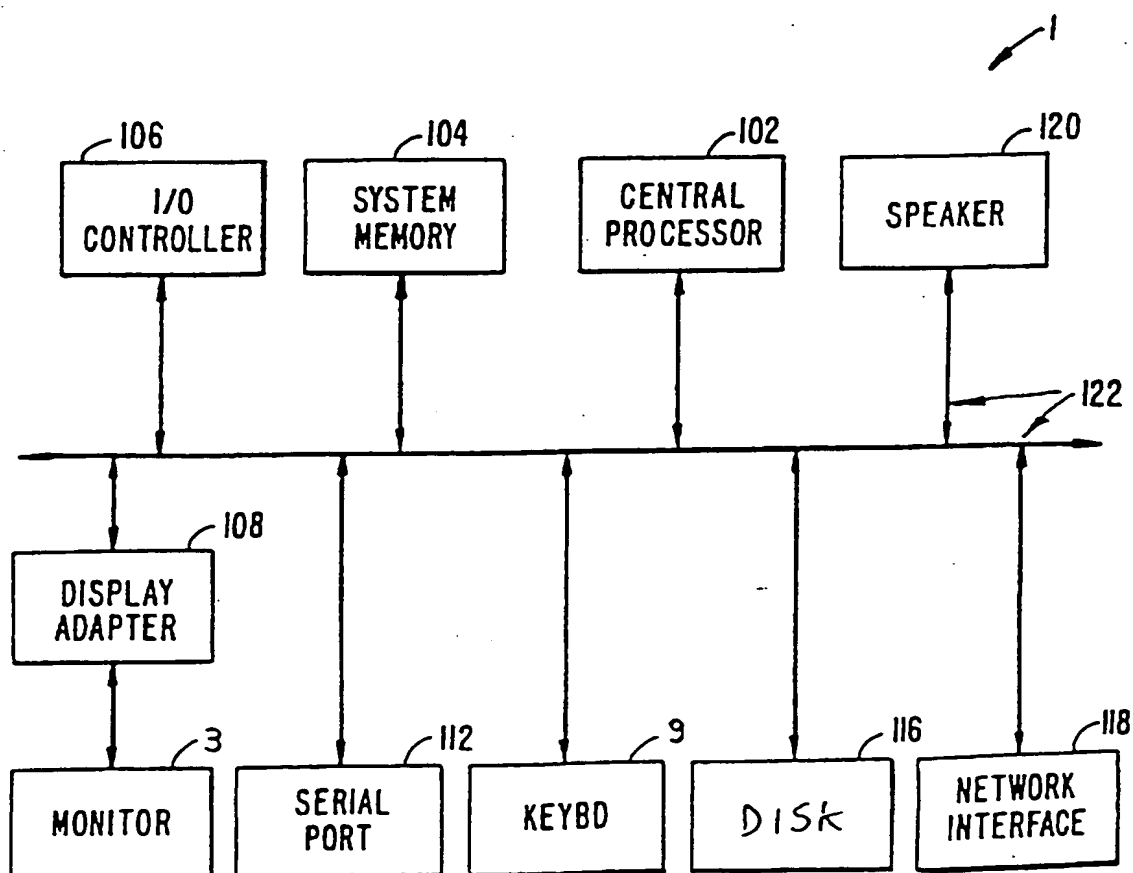 1
106
104
102
120
I/O
CONTROLLER
SYSTEM
MEMORY
CENTRAL
PROCESSOR
SPEAKER
122
108
DISPLAY
ADAPTER
3
112
9
116
118
MONITOR
SERIAL
PORT
KEYBD
DISK
NETWORK
INTERFACE